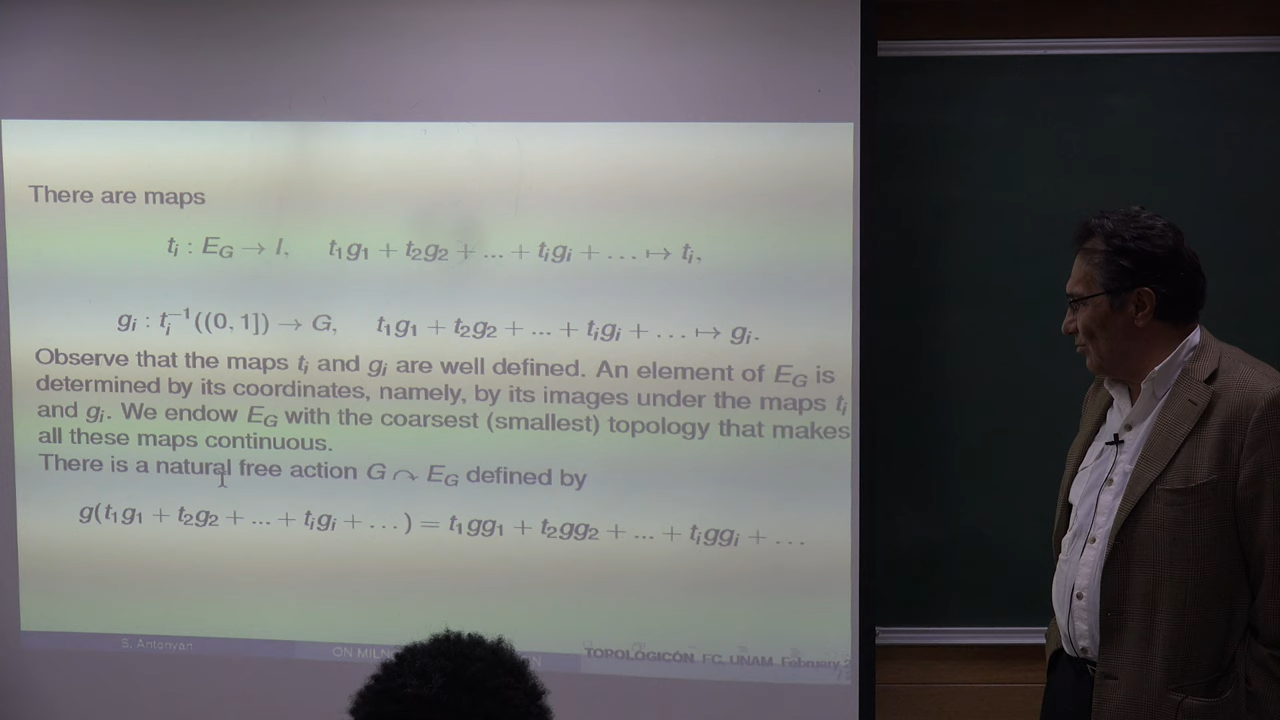 There are maps
tᵢ : E_G → I, t₁g₁ + t₂g₂ + ... + tᵢgᵢ + ... ↦ tᵢ,
gᵢ : tᵢ⁻¹((0, 1]) → G, t₁g₁ + t₂g₂ + ... + tᵢgᵢ + ... ↦ gᵢ.
Observe that the maps tᵢ and gᵢ are well defined. An element of E_G is
determined by its coordinates, namely, by its images under the maps tᵢ
and gᵢ. We endow E_G with the coarsest (smallest) topology that makes
all these maps continuous.
There is a natural free action G ↷ E_G defined by
g(t₁g₁ + t₂g₂ + ... + tᵢgᵢ + ...) = t₁gg₁ + t₂gg₂ + ... + tᵢggᵢ + ...
S. Antonyan ON TOPOLÓGICÓN, FC, UNAM, February